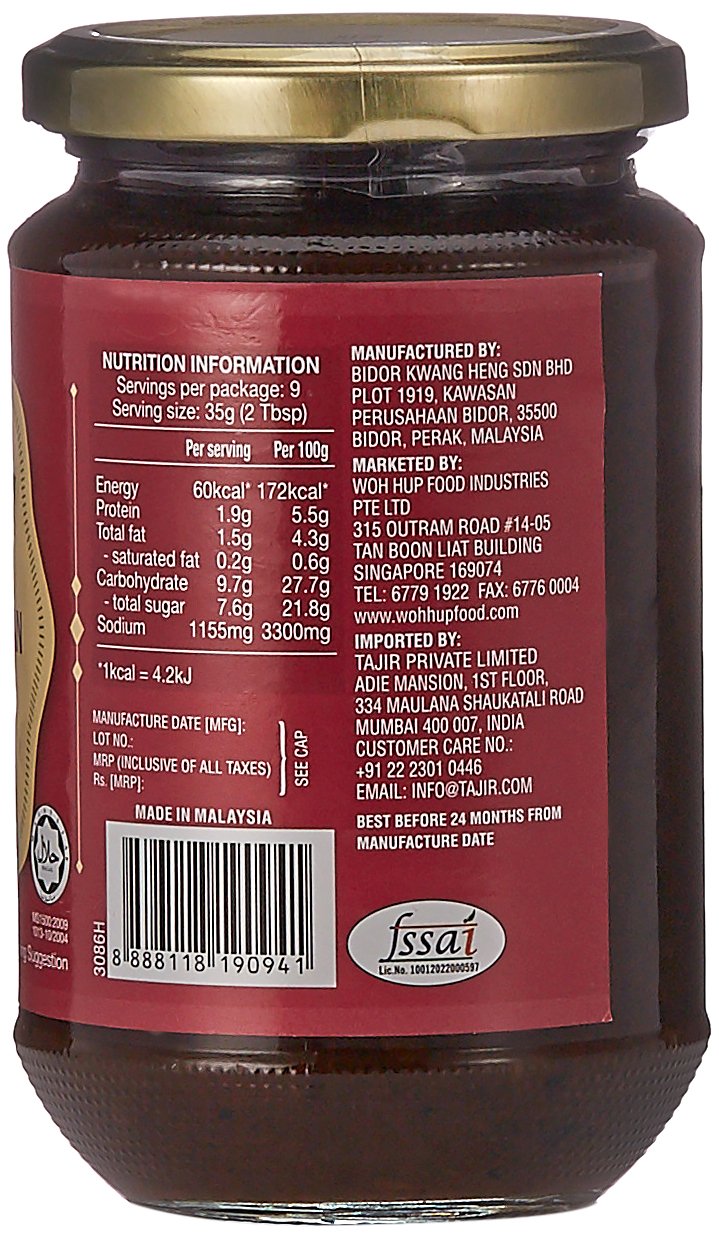 NUTRITION INFORMATION
Servings per package: 9
Serving size: 35g (2 Tbsp)
Per serving Per 100g
Energy 60kcal* 172kcal*
Protein 1.9g 5.5g
Total fat 1.5g 4.3g
- saturated fat 0.2g 0.6g
Carbohydrate 9.7g 27.7g
- total sugar 7.6g 21.8g
Sodium 1155mg 3300mg
*1kcal = 4.2kJ
MANUFACTURE DATE [MFG]:
LOT NO.:
MRP (INCLUSIVE OF ALL TAXES)
Rs. [MRP]:
SEE CAP
MADE IN MALAYSIA
3086H
8 888118 190941
MANUFACTURED BY:
BIDOR KWANG HENG SDN BHD
PLOT 1919, KAWASAN
PERUSAHAAN BIDOR, 35500
BIDOR, PERAK, MALAYSIA
MARKETED BY:
WOH HUP FOOD INDUSTRIES
PTE LTD
315 OUTRAM ROAD #14-05
TAN BOON LIAT BUILDING
SINGAPORE 169074
TEL: 6779 1922 FAX: 6776 0004
www.wohhupfood.com
IMPORTED BY:
TAJIR PRIVATE LIMITED
ADIE MANSION, 1ST FLOOR,
334 MAULANA SHAUKATALI ROAD
MUMBAI 400 007, INDIA
CUSTOMER CARE NO.:
+91 22 2301 0446
EMAIL: INFO@TAJIR.COM
BEST BEFORE 24 MONTHS FROM
MANUFACTURE DATE
fssai
Lic.No. 10012022000597
حلال
MS1500:2009
Suggestion